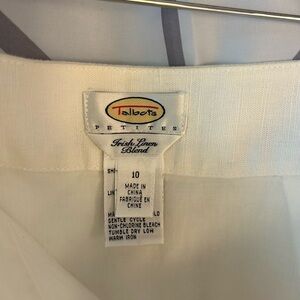 Talbots
PETITES
Irish Linen
Blend
10
MADE IN
CHINA
FABRIQUÉ EN
CHINE
GENTLE CYCLE
NON-CHLORINE BLEACH
TUMBLE DRY LOW
WARM IRON